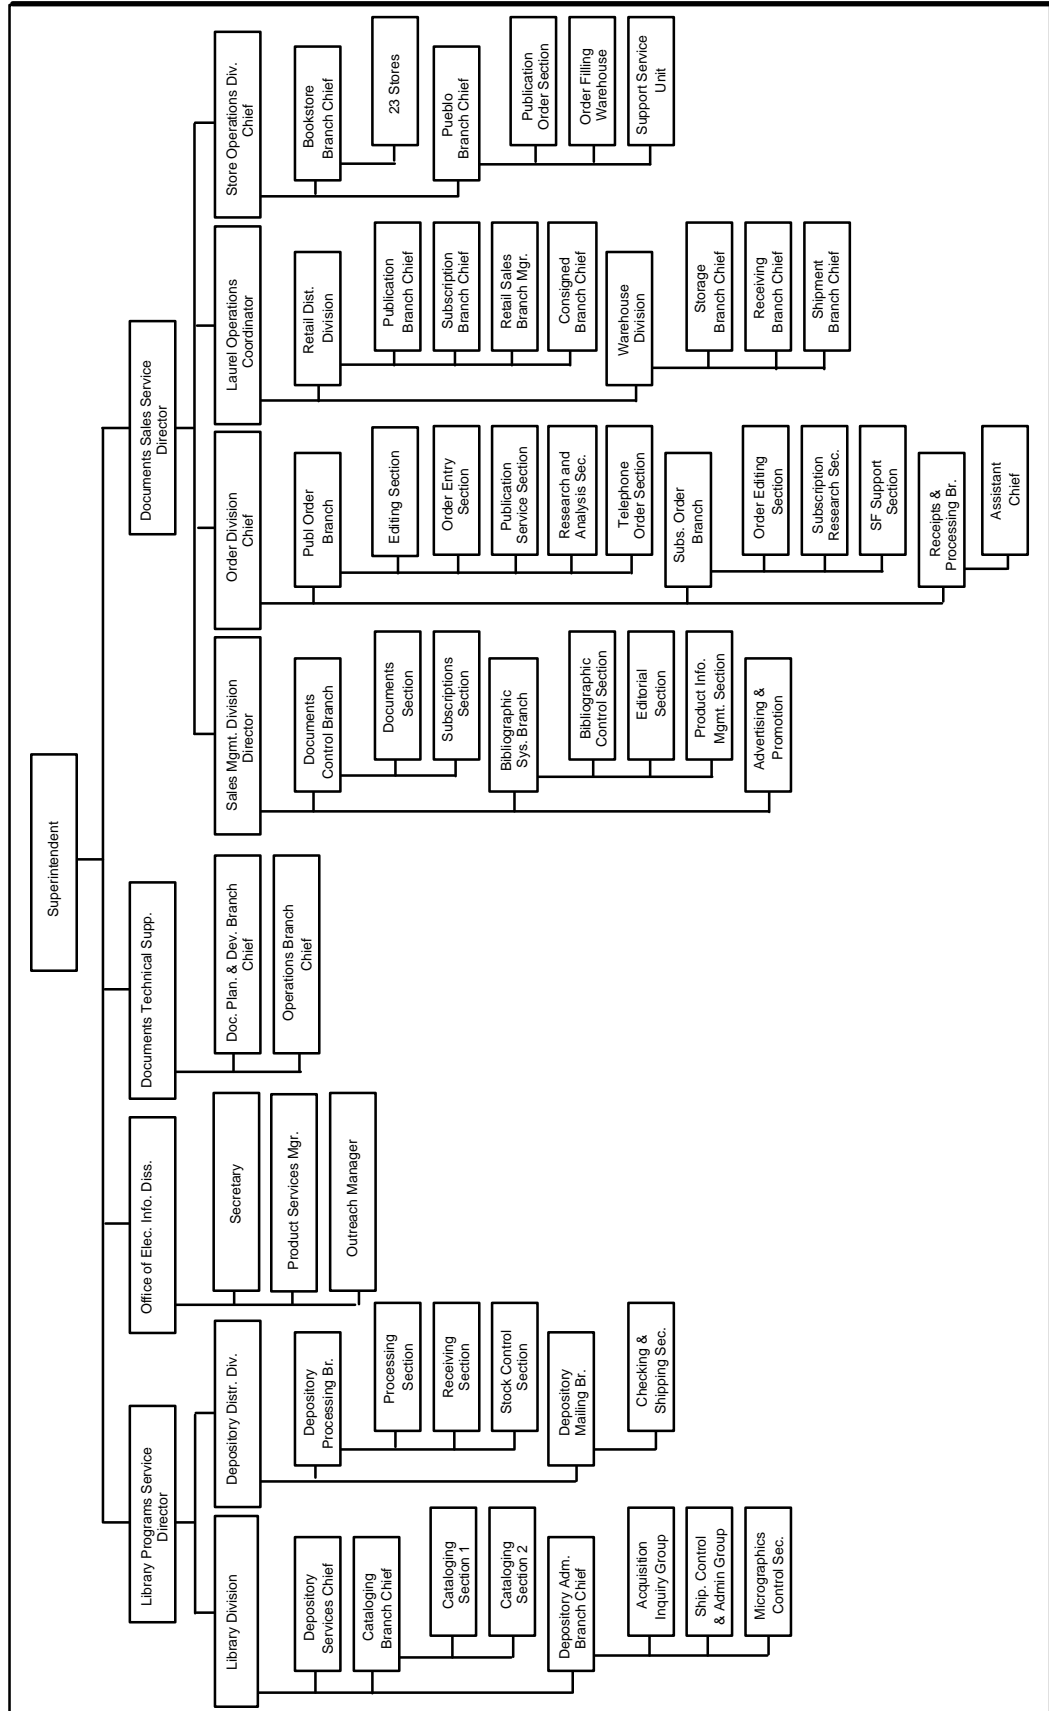 Superintendent
Library Programs Service
Director
Office of Elec. Info. Diss.
Documents Technical Supp.
Documents Sales Service
Director
Library Division
Depository Services Chief
Cataloging
Branch Chief
Cataloging
Section 1
Cataloging
Section 2
Depository Adm.
Branch Chief
Acquisition
Inquiry Group
Ship. Control
& Admin Group
Micrographics
Control Sec.
Depository Distr. Div.
Depository
Processing Br.
Processing
Section
Receiving
Section
Stock Control
Section
Depository
Mailing Br.
Checking &
Shipping Sec.
Secretary
Product Services Mgr.
Outreach Manager
Doc. Plan. & Dev. Branch
Chief
Operations Branch
Chief
Sales Mgmt. Division
Director
Documents
Control Branch
Documents
Section
Subscriptions
Section
Bibliographic
Sys. Branch
Bibliographic
Control Section
Editorial
Section
Product Info.
Mgmt. Section
Advertising &
Promotion
Order Division
Chief
Publ Order
Branch
Editing Section
Order Entry
Section
Publication
Service Section
Research and
Analysis Sec.
Telephone
Order Section
Subs. Order
Branch
Order Editing
Section
Subscription
Research Sec.
SF Support
Section
Receipts &
Processing Br.
Assistant
Chief
Laurel Operations
Coordinator
Retail Dist.
Division
Publication
Branch Chief
Subscription
Branch Chief
Retail Sales
Branch Mgr.
Consigned
Branch Chief
Warehouse
Division
Storage
Branch Chief
Receiving
Branch Chief
Shipment
Branch Chief
Store Operations Div.
Chief
Bookstore
Branch Chief
23 Stores
Pueblo
Branch Chief
Publication
Order Section
Order Filling
Warehouse
Support Service
Unit